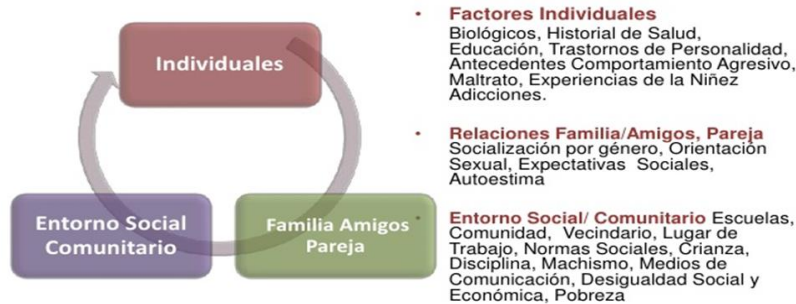 Individuales
Entorno Social
Comunitario
Familia Amigos
Pareja
• Factores Individuales
Biológicos, Historial de Salud,
Educación, Trastornos de Personalidad,
Antecedentes Comportamiento Agresivo,
Maltrato, Experiencias de la Niñez
Adicciones.
• Relaciones Familia/Amigos, Pareja
Socialización por género, Orientación
Sexual, Expectativas Sociales,
Autoestima
• Entorno Social/ Comunitario Escuelas,
Comunidad, Vecindario, Lugar de
Trabajo, Normas Sociales, Crianza,
Disciplina, Machismo, Medios de
Comunicación, Desigualdad Social y
Económica, Pobreza